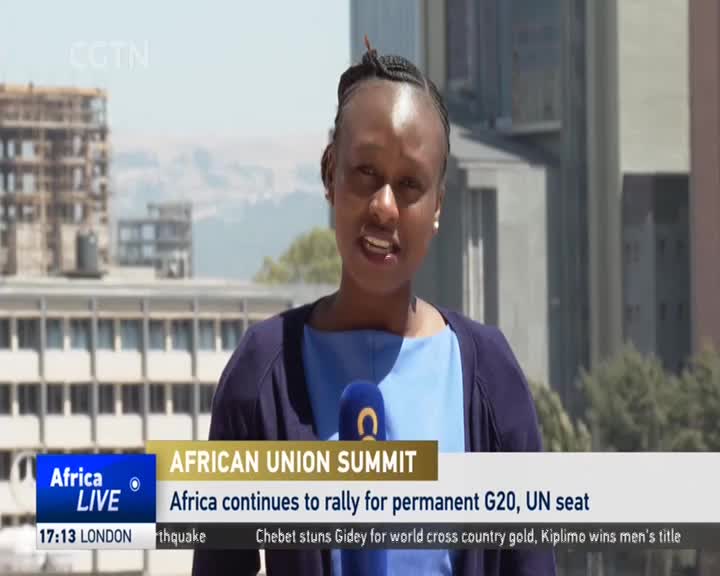 CGTN
AFRICAN UNION SUMMIT
Africa LIVE
Africa continues to rally for permanent G20, UN seat
17:13 LONDON
rthquake Chebet stuns Gidey for world cross country gold, Kiplimo wins men's title